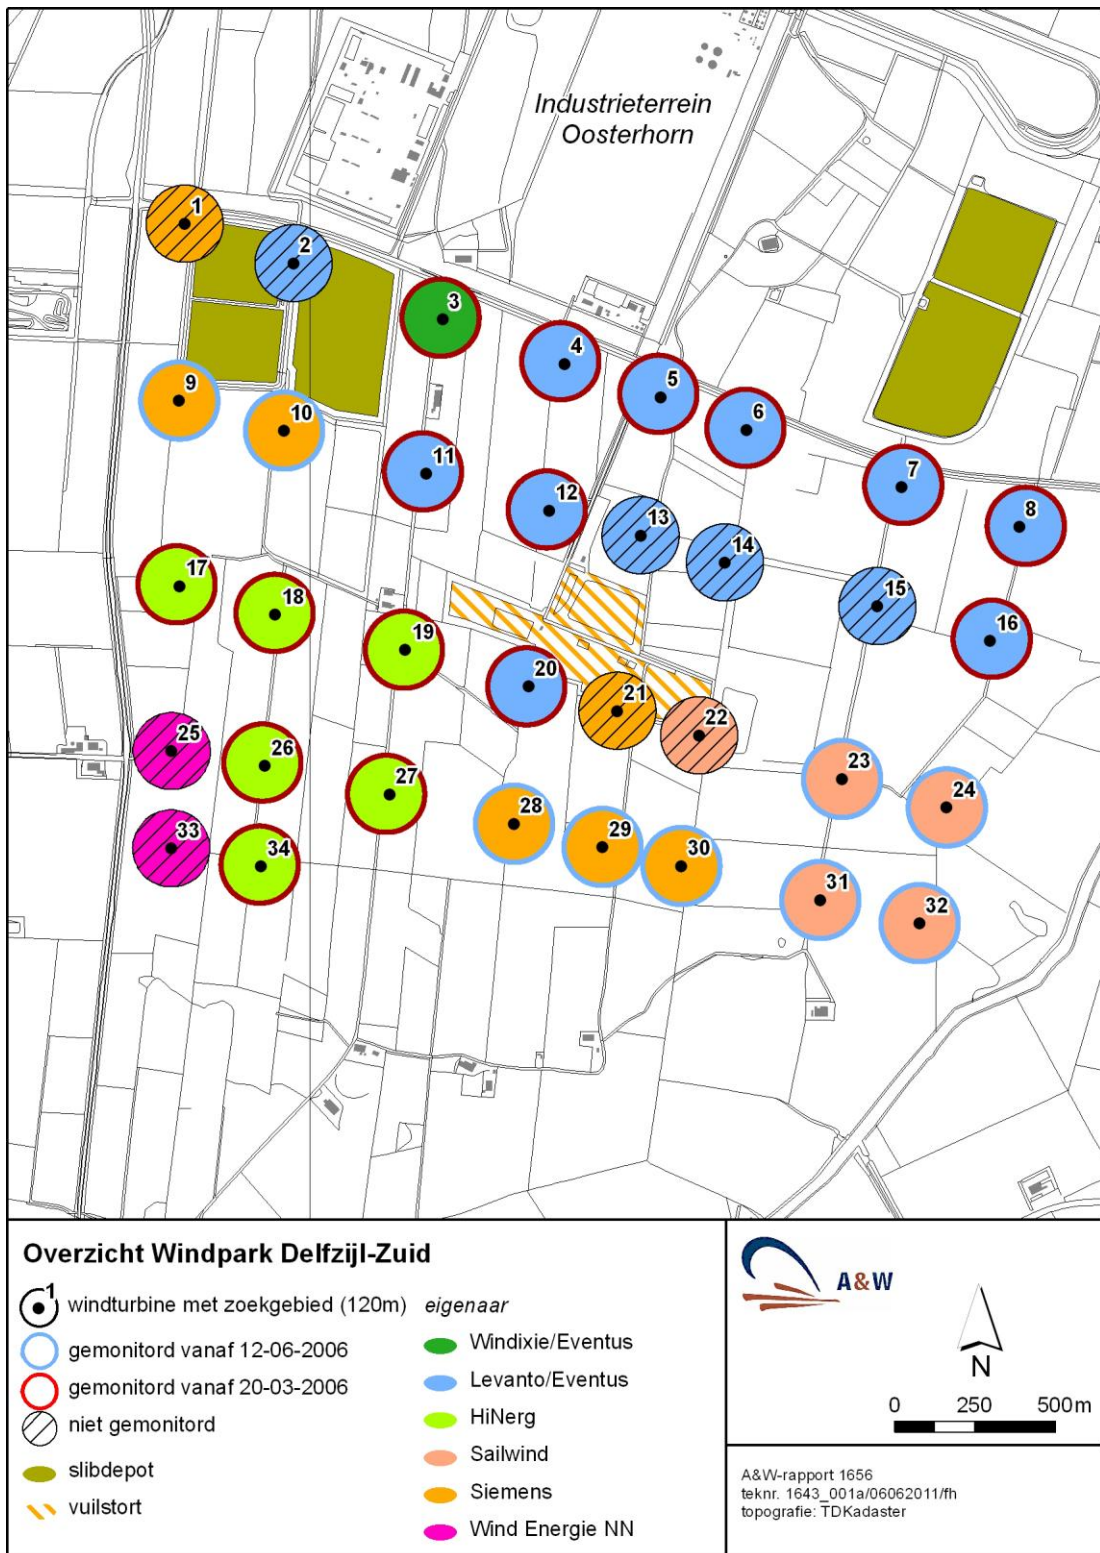 Industrieterrein
Oosterhorn
1
2
3
4
5
6
7
8
9
10
11
12
13
14
15
16
17
18
19
20
21
22
23
24
25
26
27
28
29
30
31
32
33
34
Overzicht Windpark Delfzijl-Zuid
1 windturbine met zoekgebied (120m)
gemonitord vanaf 12-06-2006
gemonitord vanaf 20-03-2006
niet gemonitord
slibdepot
vuilstort
eigenaar
Windixie/Eventus
Levanto/Eventus
HiNerg
Sailwind
Siemens
Wind Energie NN
A&W
N
0 250 500m
A&W-rapport 1656
teknr. 1643_001a/06062011/fh
topografie: TDKadaster